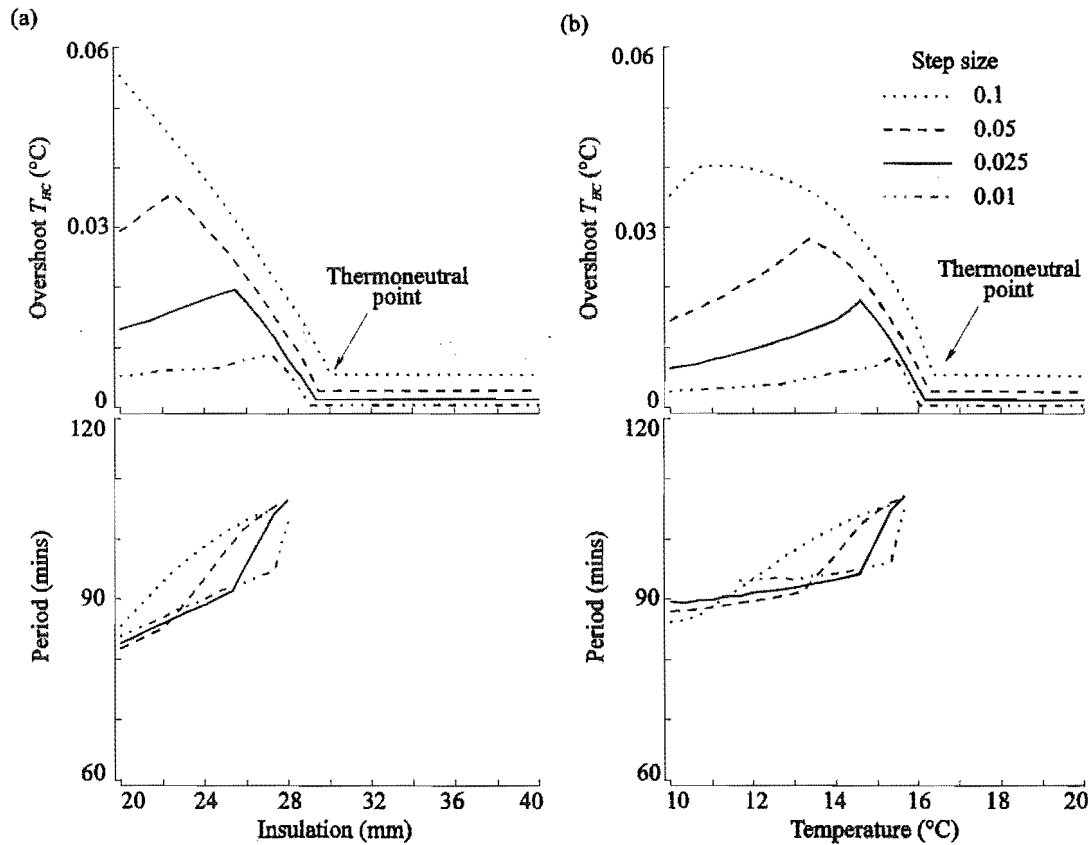 (a)
0.06
0.03
0
Overshoot T_HC (°C)
Thermoneutral
point
120
90
60
Period (mins)
20 24 28 32 36 40
Insulation (mm)
(b)
0.06
0.03
0
Overshoot T_HC (°C)
Step size
0.1
0.05
0.025
0.01
Thermoneutral
point
120
90
60
Period (mins)
10 12 14 16 18 20
Temperature (°C)